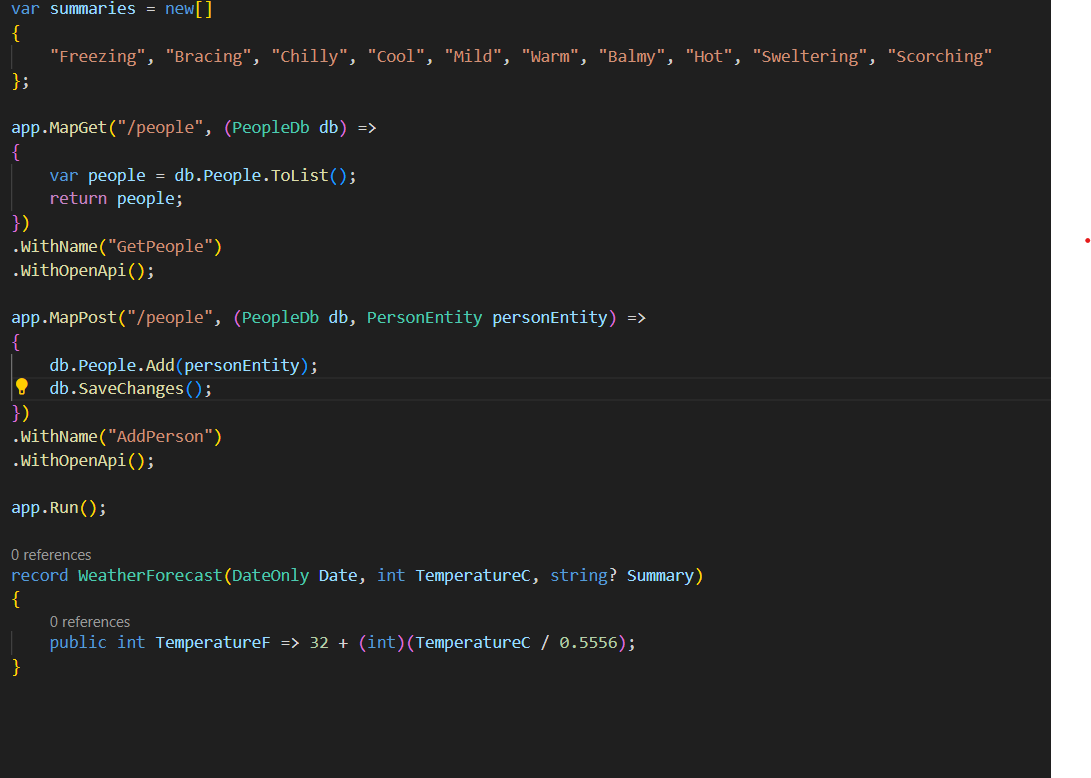 var summaries = new[]
{
    "Freezing", "Bracing", "Chilly", "Cool", "Mild", "Warm", "Balmy", "Hot", "Sweltering", "Scorching"
};

app.MapGet("/people", (PeopleDb db) =>
{
    var people = db.People.ToList();
    return people;
})
.WithName("GetPeople")
.WithOpenApi();

app.MapPost("/people", (PeopleDb db, PersonEntity personEntity) =>
{
    db.People.Add(personEntity);
    db.SaveChanges();
})
.WithName("AddPerson")
.WithOpenApi();

app.Run();

0 references
record WeatherForecast(DateOnly Date, int TemperatureC, string? Summary)
{
    0 references
    public int TemperatureF => 32 + (int)(TemperatureC / 0.5556);
}